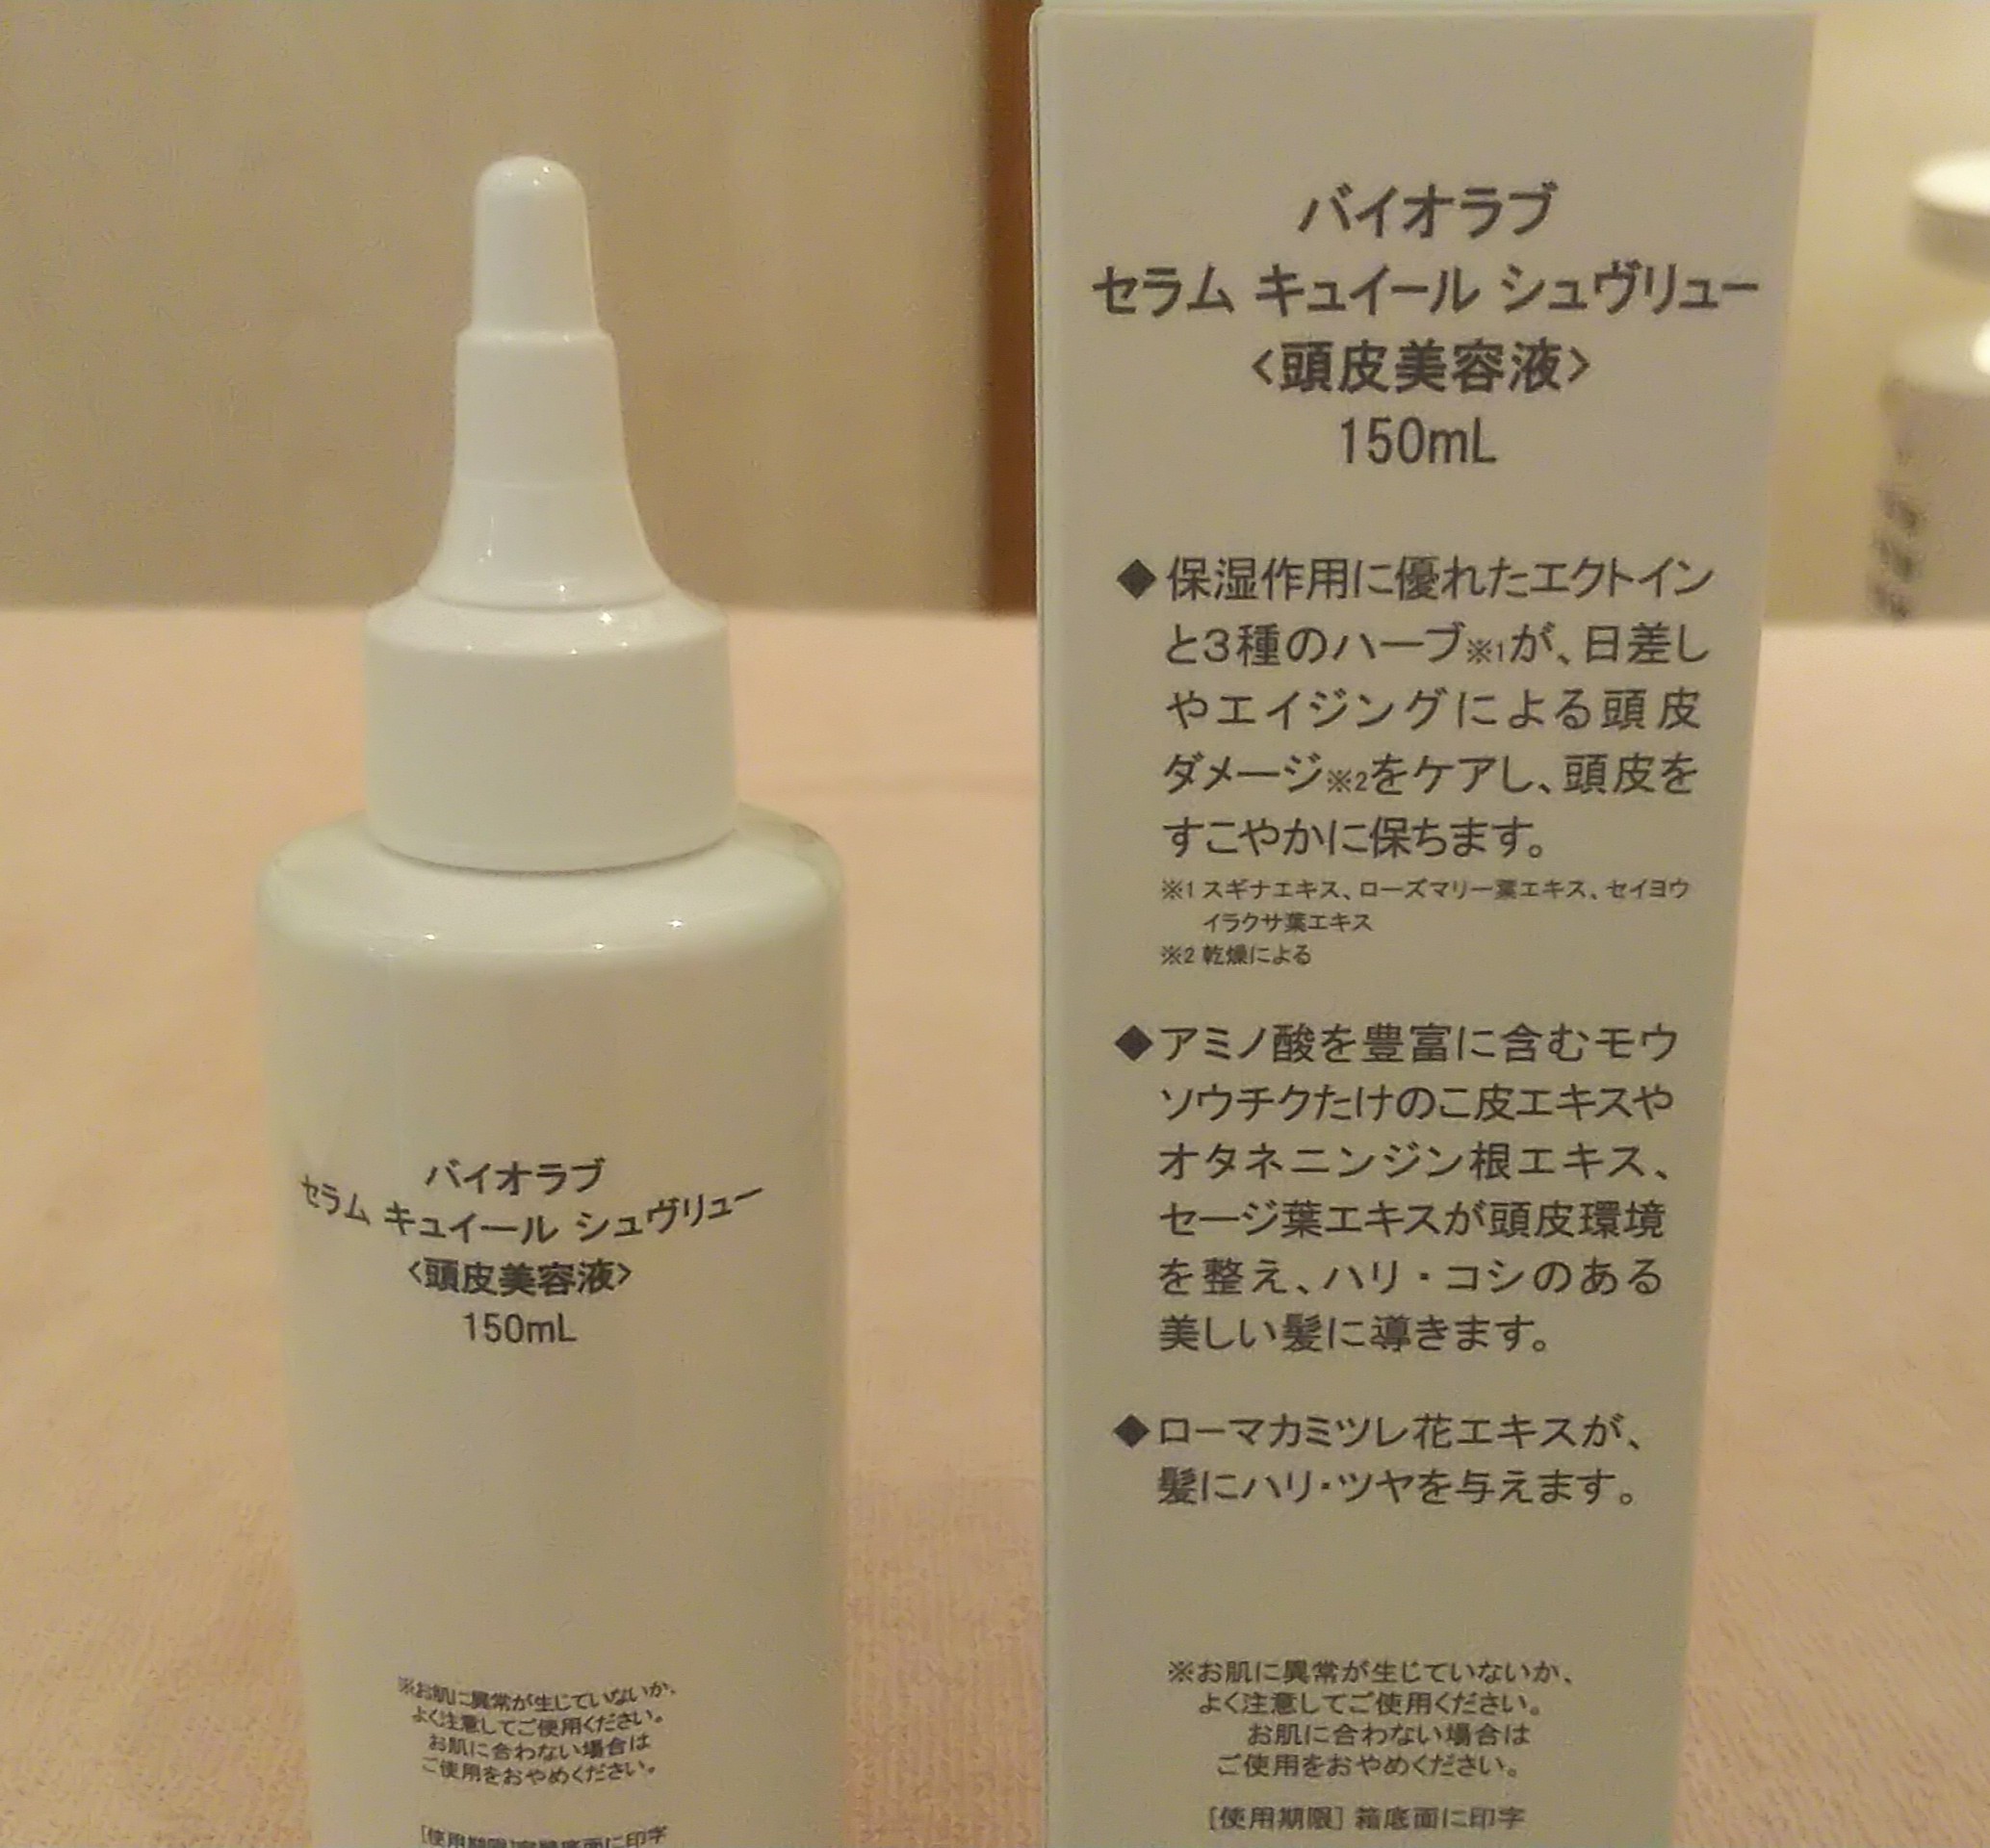 バイオラブ
セラム キュイール シュヴリュー
<頭皮美容液>
150mL
※お肌に異常が生じていないか、
よく注意してご使用ください。
お肌に合わない場合は
ご使用をおやめください。
バイオラブ
セラム キュイール シュヴリュー
<頭皮美容液>
150mL
◆保湿作用に優れたエクトイン
と3種のハーブ※1が、日差し
やエイジングによる頭皮
ダメージ※2をケアし、頭皮を
すこやかに保ちます。
※1 スギナエキス、ローズマリー葉エキス、セイヨウ
イラクサ葉エキス
※2 乾燥による
◆アミノ酸を豊富に含むモウ
ソウチクたけのこ皮エキスや
オタネニンジン根エキス、
セージ葉エキスが頭皮環境
を整え、ハリ・コシのある
美しい髪に導きます。
◆ローマカミツレ花エキスが、
髪にハリ・ツヤを与えます。
※お肌に異常が生じていないか、
よく注意してご使用ください。
お肌に合わない場合は
ご使用をおやめください。
[使用期限] 箱底面に印字